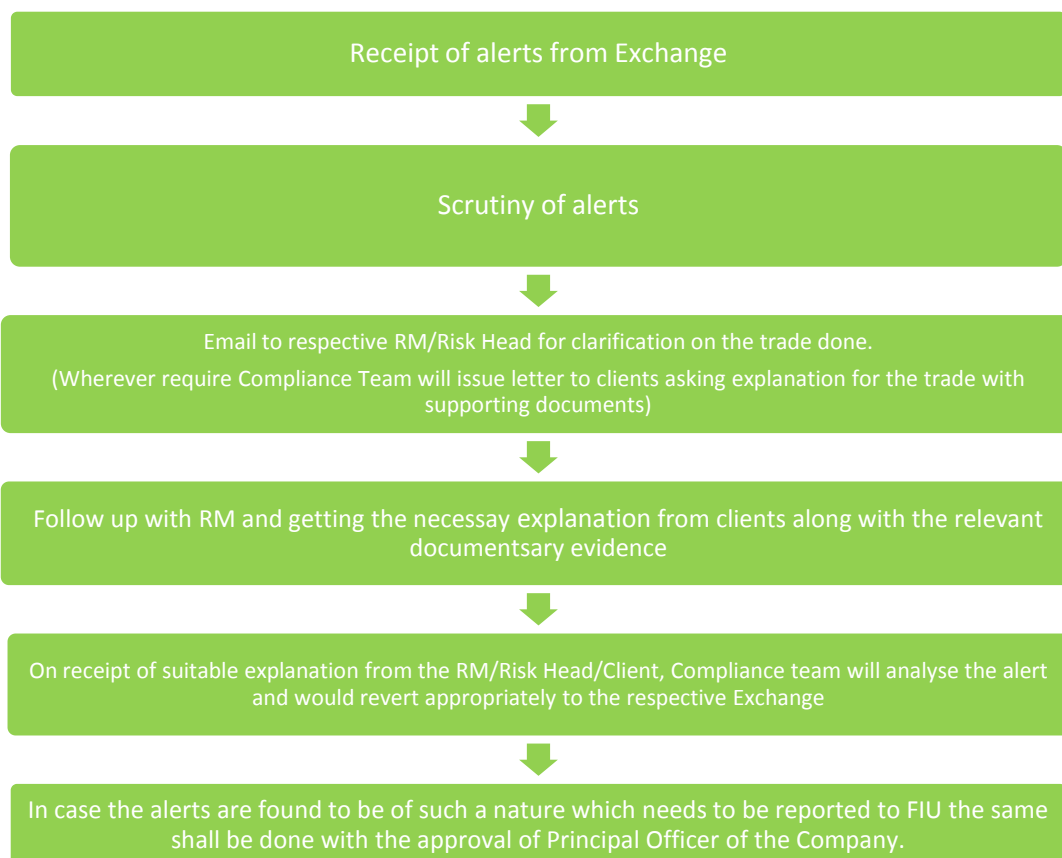 Receipt of alerts from Exchange
Scrutiny of alerts
Email to respective RM/Risk Head for clarification on the trade done.
(Wherever require Compliance Team will issue letter to clients asking explanation for the trade with
supporting documents)
Follow up with RM and getting the necessay explanation from clients along with the relevant
documentsary evidence
On receipt of suitable explanation from the RM/Risk Head/Client, Compliance team will analyse the alert
and would revert appropriately to the respective Exchange
In case the alerts are found to be of such a nature which needs to be reported to FIU the same
shall be done with the approval of Principal Officer of the Company.